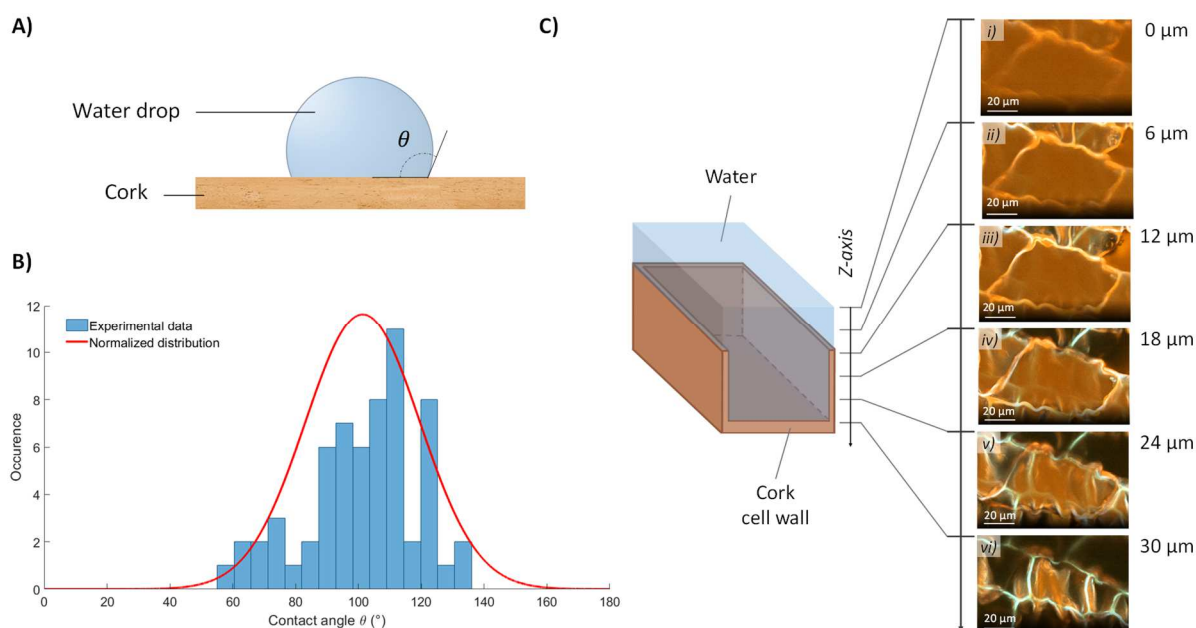 A)
Water drop
θ
Cork
B)
12
10
8
6
4
2
0
Occurence
Experimental data
Normalized distribution
0 20 40 60 80 100 120 140 160 180
Contact angle θ (°)
C)
Water
Z-axis
Cork
cell wall
i)
20 µm
0 µm
ii)
20 µm
6 µm
iii)
20 µm
12 µm
iv)
20 µm
18 µm
v)
20 µm
24 µm
vi)
20 µm
30 µm